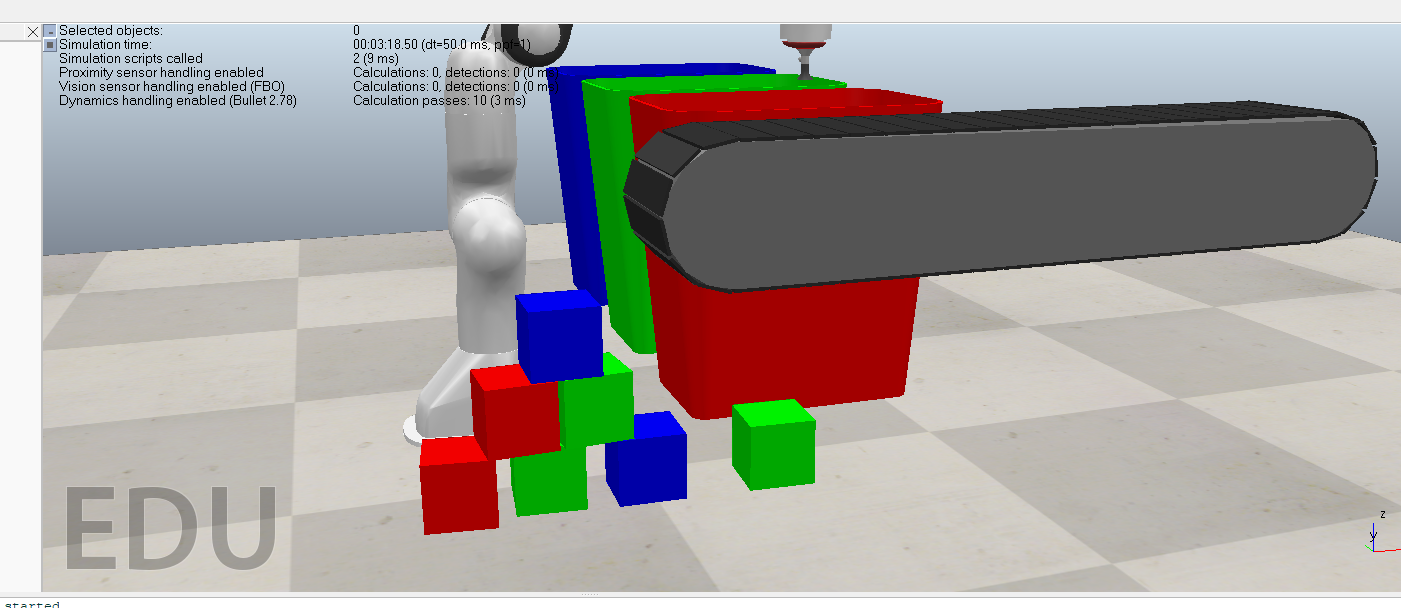 Selected objects: 0
Simulation time: 00:03:18.50 (dt=50.0 ms, ppf=1)
Simulation scripts called 2 (9 ms)
Proximity sensor handling enabled Calculations: 0, detections: 0 (0 ms
Vision sensor handling enabled (FBO) Calculations: 0, detections: 0 (0 ms
Dynamics handling enabled (Bullet 2.78) Calculation passes: 10 (3 ms)
EDU
z
y
started